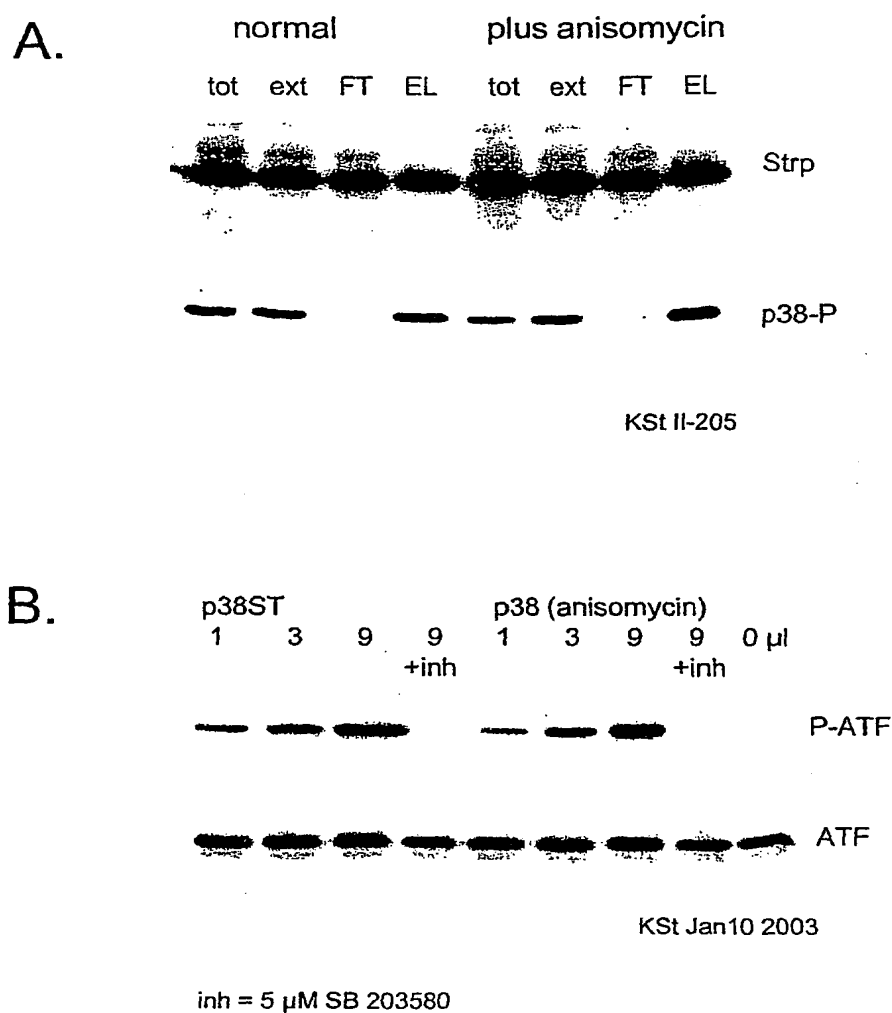 A.
normal plus anisomycin
tot ext FT EL tot ext FT EL
Strp
p38-P
KSt II-205
B.
p38ST p38 (anisomycin)
1 3 9 9 1 3 9 9 0 µl
+inh +inh
P-ATF
ATF
KSt Jan10 2003
inh = 5 µM SB 203580